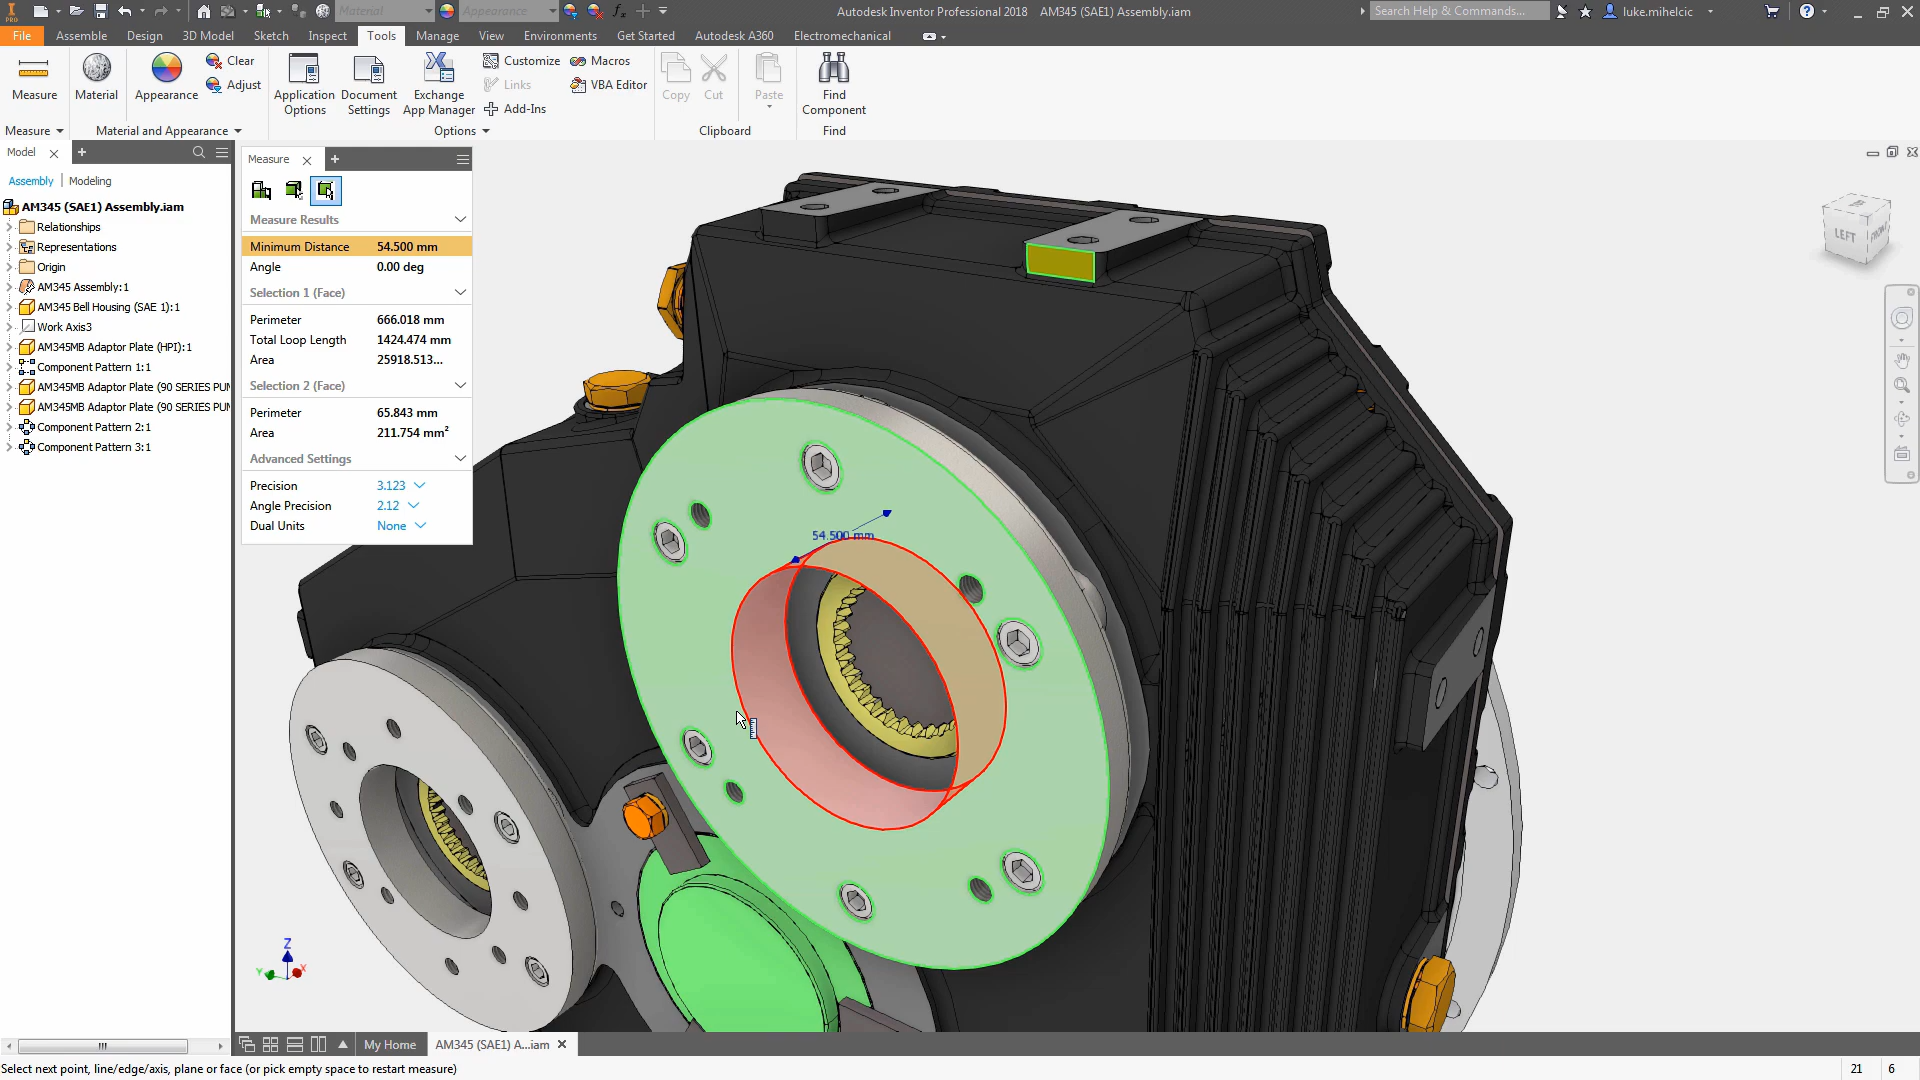 PRO
Material
Appearance
Autodesk Inventor Professional 2018 AM345 (SAE1) Assembly.iam
Search Help & Commands...
luke.mihelcic
File
Assemble
Design
3D Model
Sketch
Inspect
Tools
Manage
View
Environments
Get Started
Autodesk A360
Electromechanical
Measure
Material
Appearance
Clear
Adjust
Application Options
Document Settings
Exchange App Manager
Customize
Links
Add-Ins
Macros
VBA Editor
Copy
Cut
Paste
Find Component
Measure
Material and Appearance
Options
Clipboard
Find
Model
Assembly
Modeling
AM345 (SAE1) Assembly.iam
Relationships
Representations
Origin
AM345 Assembly:1
AM345 Bell Housing (SAE 1):1
Work Axis3
AM345MB Adaptor Plate (HPI):1
Component Pattern 1:1
AM345MB Adaptor Plate (90 SERIES PUM
AM345MB Adaptor Plate (90 SERIES PUM
Component Pattern 2:1
Component Pattern 3:1
Measure
Measure Results
Minimum Distance 54.500 mm
Angle 0.00 deg
Selection 1 (Face)
Perimeter 666.018 mm
Total Loop Length 1424.474 mm
Area 25918.513...
Selection 2 (Face)
Perimeter 65.843 mm
Area 211.754 mm²
Advanced Settings
Precision 3.123
Angle Precision 2.12
Dual Units None
54.500 mm
LEFT
FRONT
Z
Y
X
My Home
AM345 (SAE1) A...iam
Select next point, line/edge/axis, plane or face (or pick empty space to restart measure)
21
6